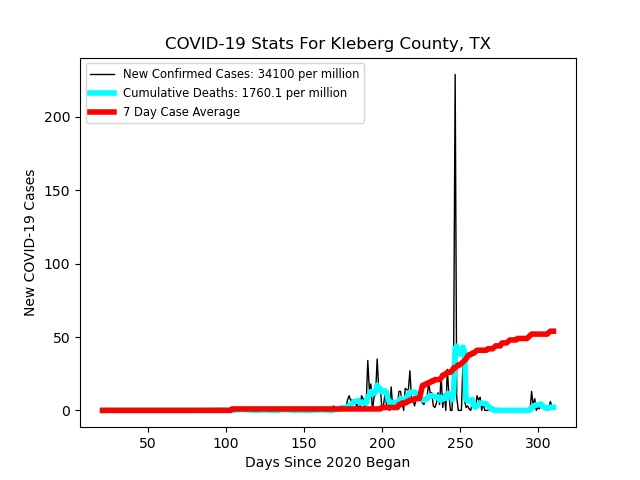 COVID-19 Stats For Kleberg County, TX
New Confirmed Cases: 34100 per million
Cumulative Deaths: 1760.1 per million
7 Day Case Average
New COVID-19 Cases
200
150
100
50
0
50 100 150 200 250 300
Days Since 2020 Began